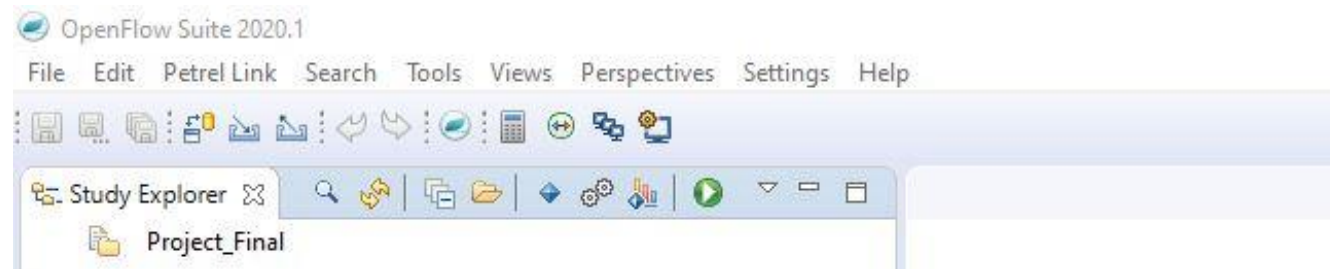 OpenFlow Suite 2020.1
File Edit Petrel Link Search Tools Views Perspectives Settings Help
Study Explorer
Project_Final